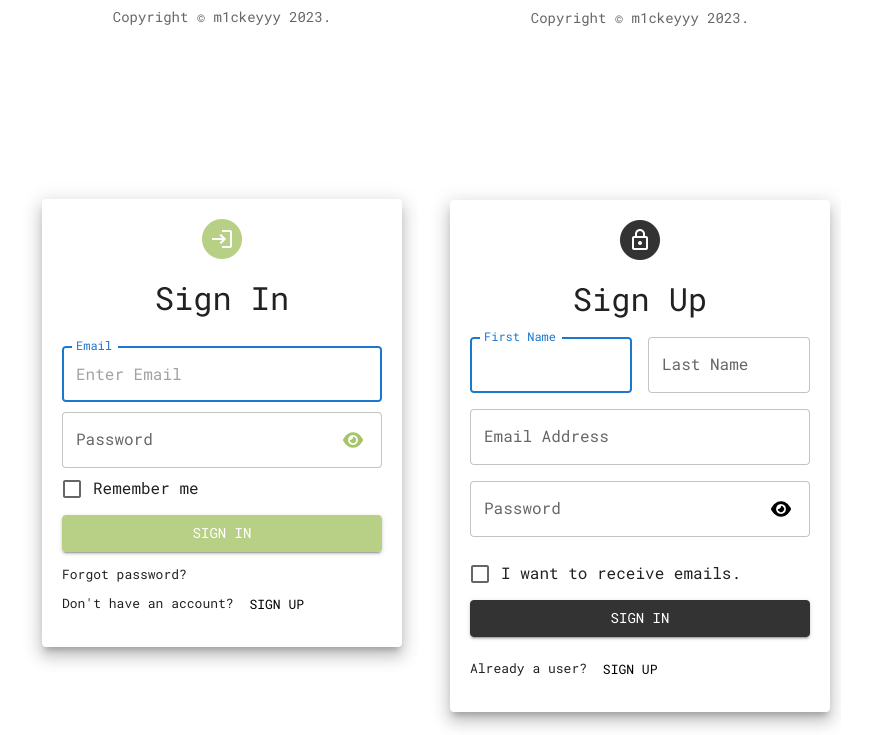 Copyright © m1ckeyyy 2023.
Sign In
Email
Enter Email
Password
Remember me
SIGN IN
Forgot password?
Don't have an account? SIGN UP
Copyright © m1ckeyyy 2023.
Sign Up
First Name
Last Name
Email Address
Password
I want to receive emails.
SIGN IN
Already a user? SIGN UP